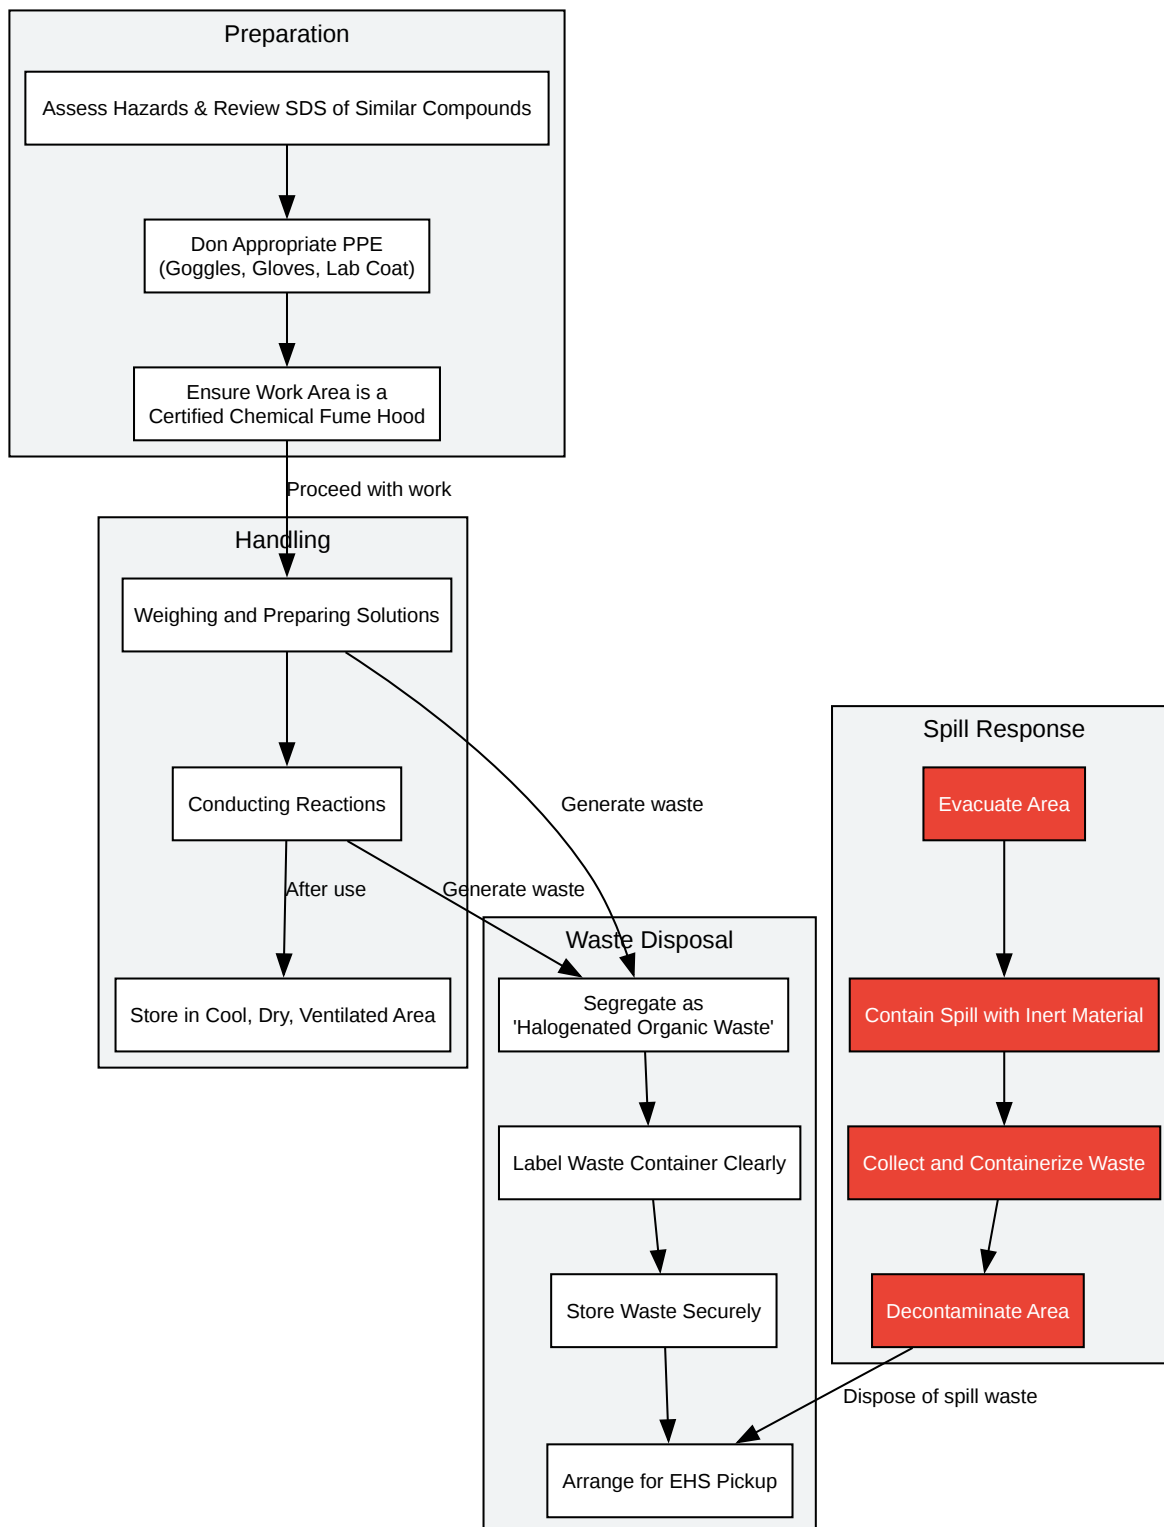 Preparation
Assess Hazards & Review SDS of Similar Compounds
Don Appropriate PPE
(Goggles, Gloves, Lab Coat)
Ensure Work Area is a
Certified Chemical Fume Hood
Proceed with work
Handling
Weighing and Preparing Solutions
Conducting Reactions
After use
Store in Cool, Dry, Ventilated Area
Generate waste
Generate waste
Waste Disposal
Segregate as
'Halogenated Organic Waste'
Label Waste Container Clearly
Store Waste Securely
Arrange for EHS Pickup
Spill Response
Evacuate Area
Contain Spill with Inert Material
Collect and Containerize Waste
Decontaminate Area
Dispose of spill waste